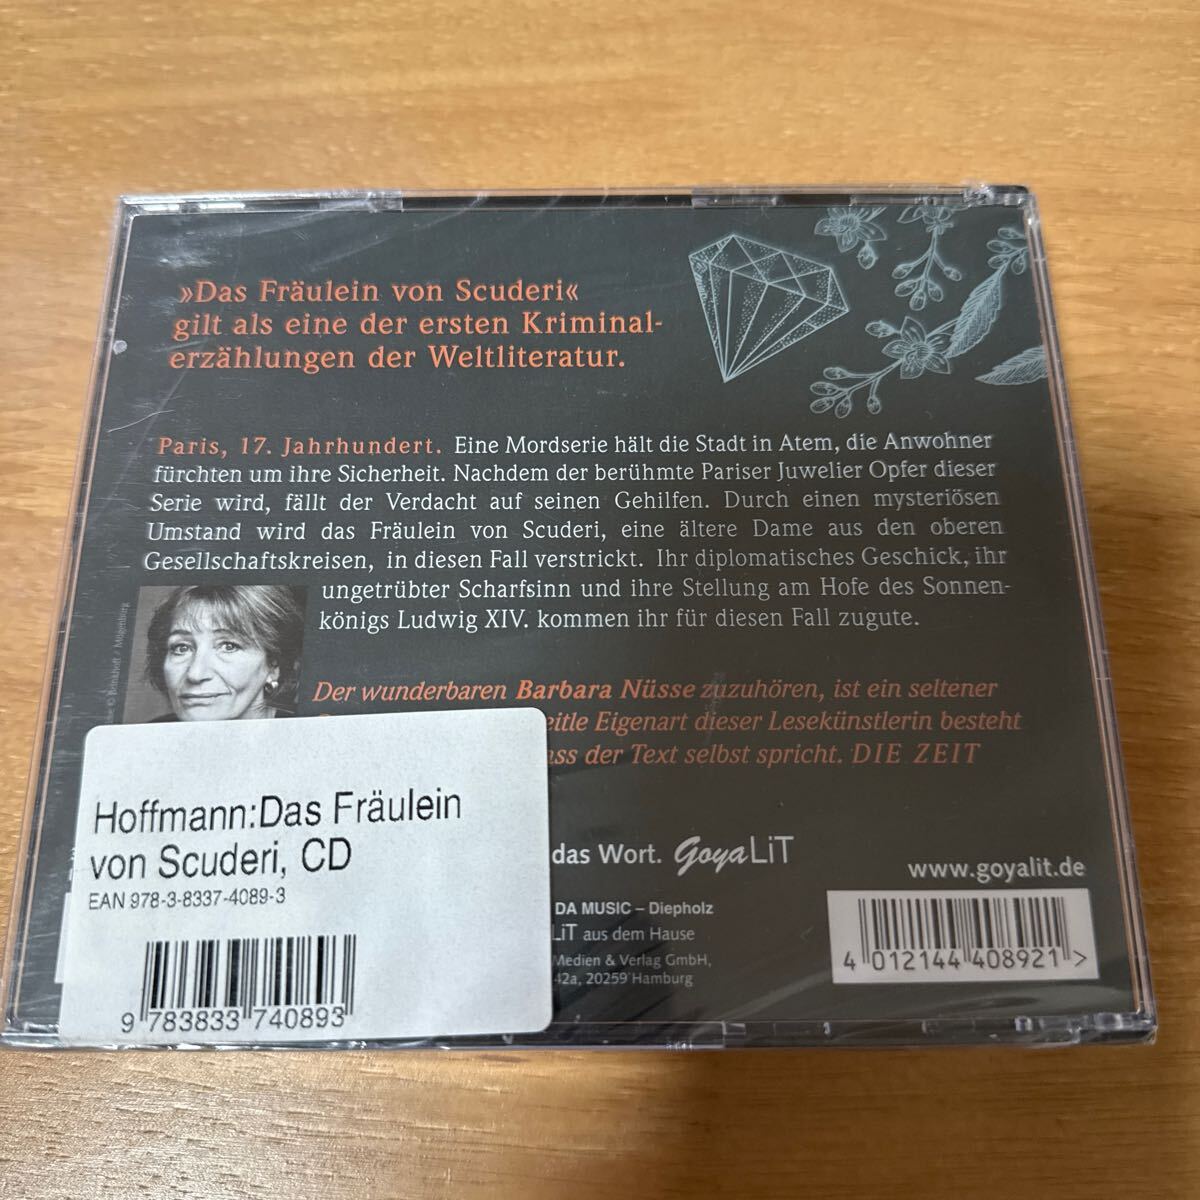 »Das Fräulein von Scuderi«
gilt als eine der ersten Kriminal-
erzählungen der Weltliteratur.
Paris, 17. Jahrhundert. Eine Mordserie hält die Stadt in Atem, die Anwohner
fürchten um ihre Sicherheit. Nachdem der berühmte Pariser Juwelier Opfer dieser
Serie wird, fällt der Verdacht auf seinen Gehilfen. Durch einen mysteriösen
Umstand wird das Fräulein von Scuderi, eine ältere Dame aus den oberen
Gesellschaftskreisen, in diesen Fall verstrickt. Ihr diplomatisches Geschick, ihr
ungetrübter Scharfsinn und ihre Stellung am Hofe des Sonnen-
königs Ludwig XIV. kommen ihr für diesen Fall zugute.
Der wunderbaren Barbara Nüsse zuzuhören, ist ein seltener
Eigenart dieser Lesekünstlerin besteht
der Text selbst spricht. DIE ZEIT
Hoffmann:Das Fräulein
von Scuderi, CD
EAN 978-3-8337-4089-3
9 783833 740893
das Wort. GoyaLiT
www.goyalit.de
DA MUSIC – Diepholz
LiT aus dem Hause
Medien & Verlag GmbH,
42a, 20259 Hamburg
4 012144 408921 >